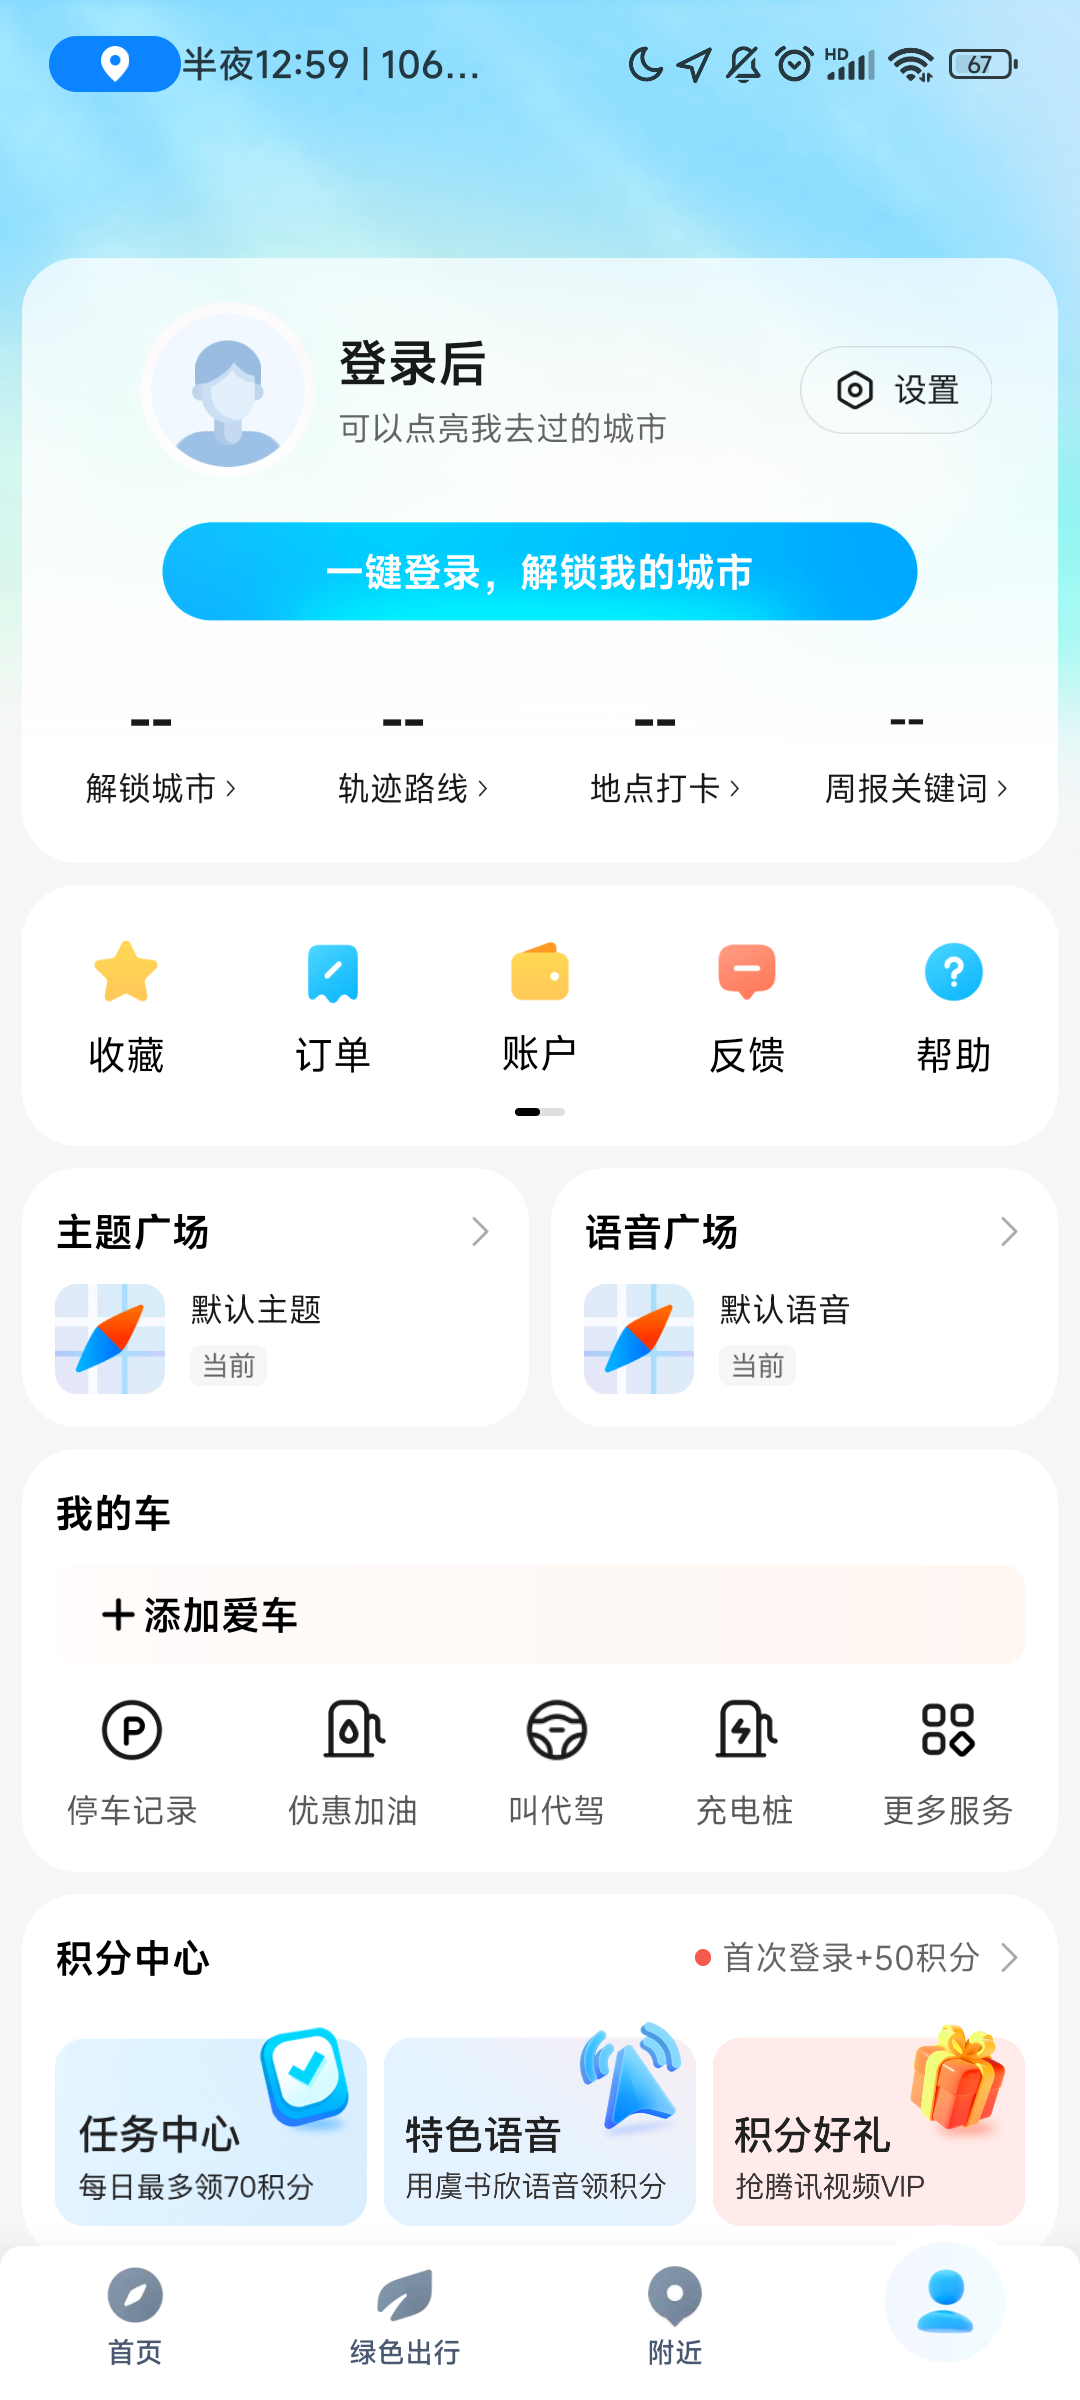 半夜12:59 | 106...
HD
67
登录后
可以点亮我去过的城市
设置
一键登录，解锁我的城市
-- -- -- --
解锁城市 轨迹路线 地点打卡 周报关键词
收藏 订单 账户 反馈 帮助
主题广场
默认主题
当前
语音广场
默认语音
当前
我的车
+添加爱车
P
停车记录 优惠加油 叫代驾 充电桩 更多服务
积分中心
首次登录+50积分
任务中心
每日最多领70积分
特色语音
用虞书欣语音领积分
积分好礼
抢腾讯视频VIP
首页 绿色出行 附近